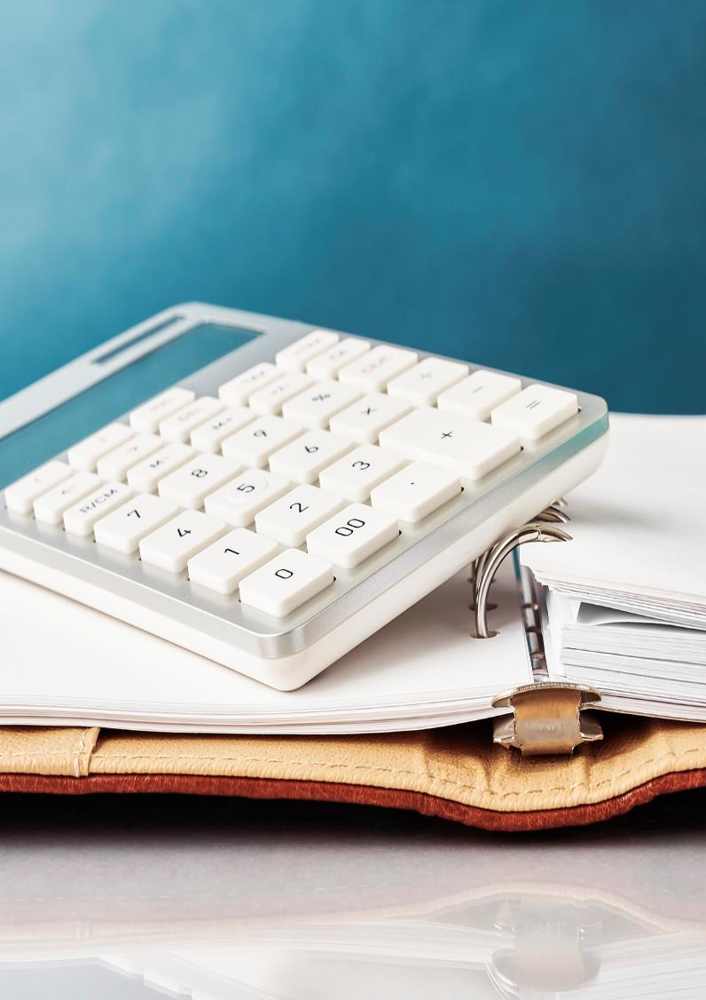 R/CM M− M+
7 8 9 %
4 5 6 × ÷
1 2 3 + −
0 00 . =